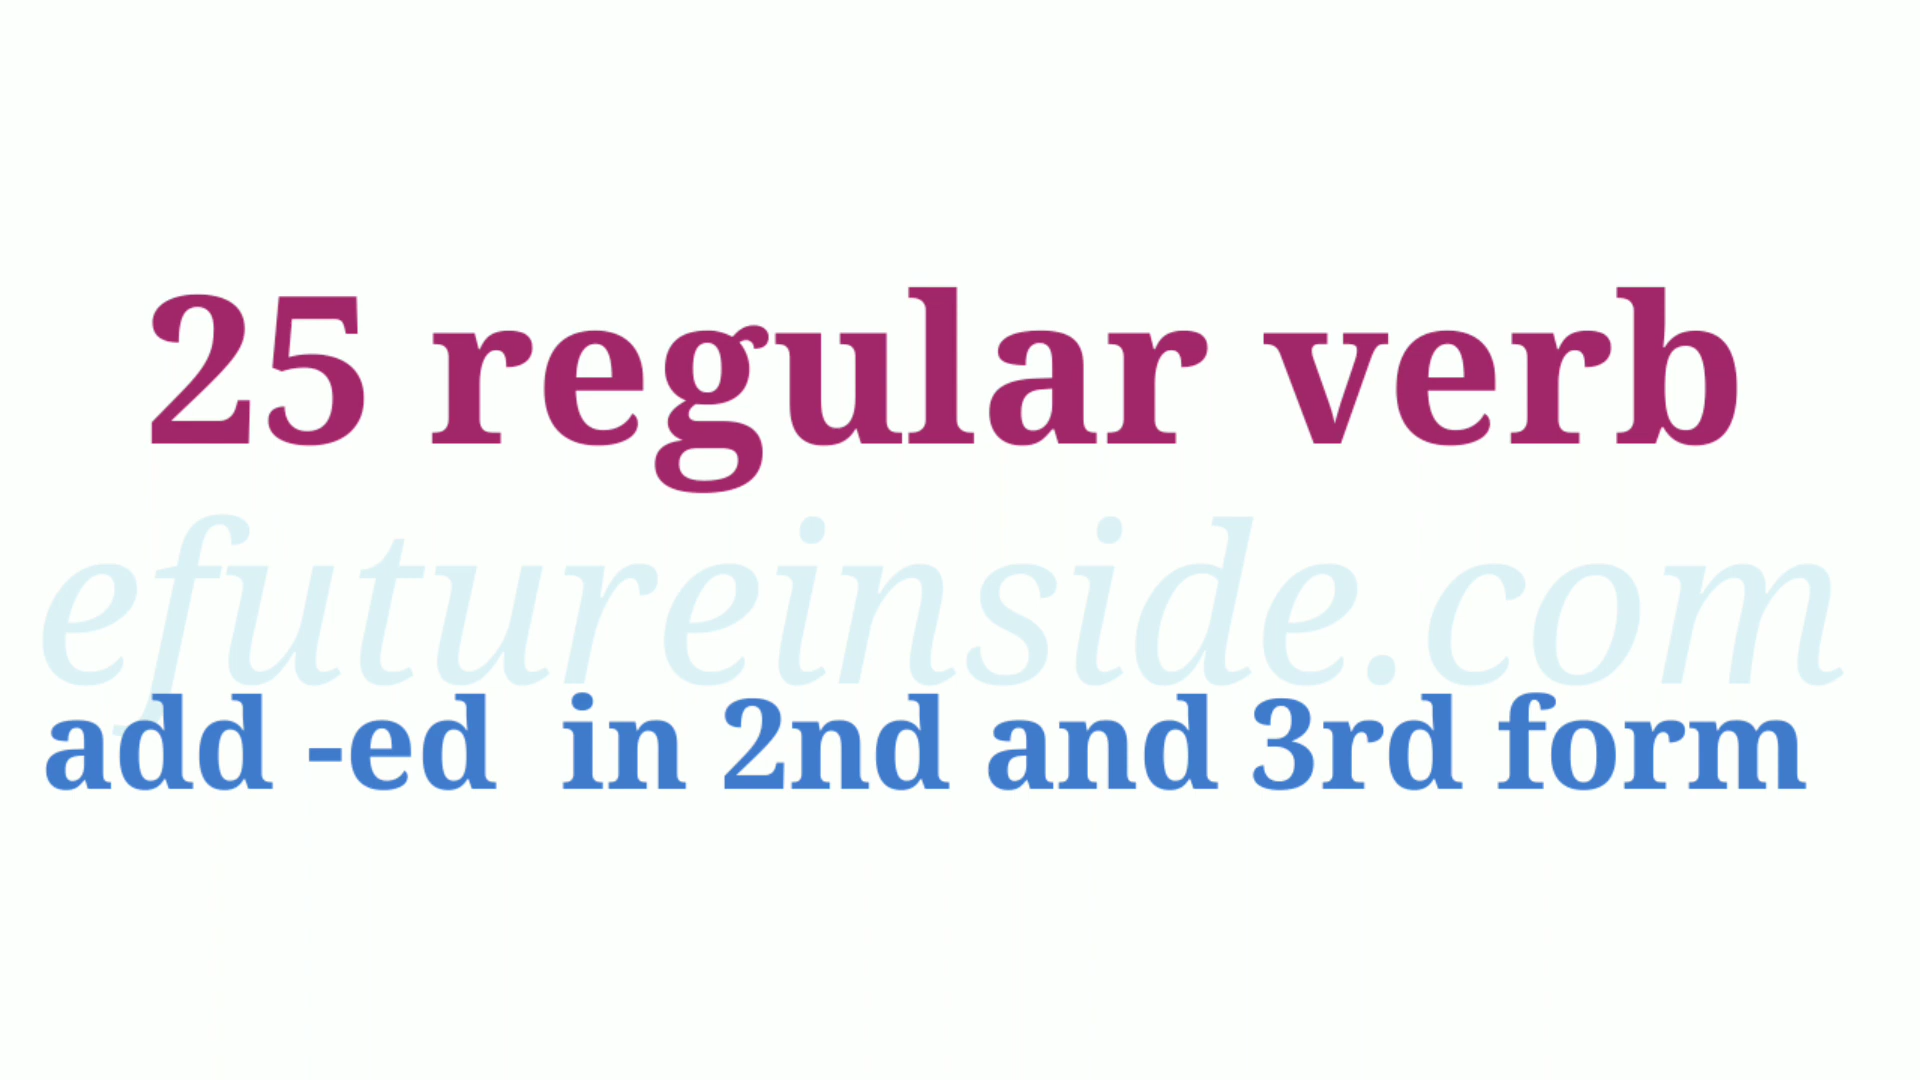 25 regular verb
efutureinside.com
add -ed in 2nd and 3rd form